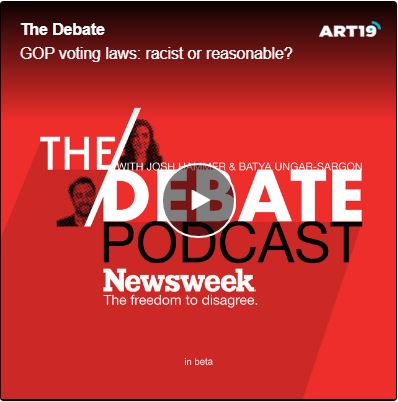 The Debate
ART19
GOP voting laws: racist or reasonable?
THE
WITH JOSH HAMMER & BATYA UNGAR-SARGON
DEBATE
PODCAST
Newsweek
The freedom to disagree.
in beta